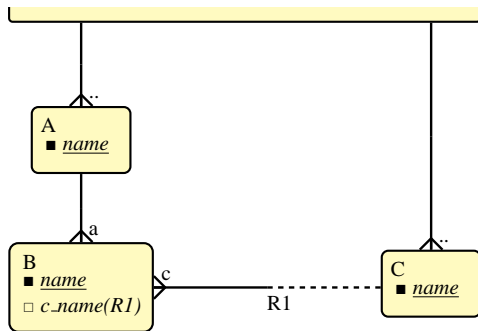 ..
A
■ name
a
B
■ name
□ c_name(R1)
c
R1
..
C
■ name